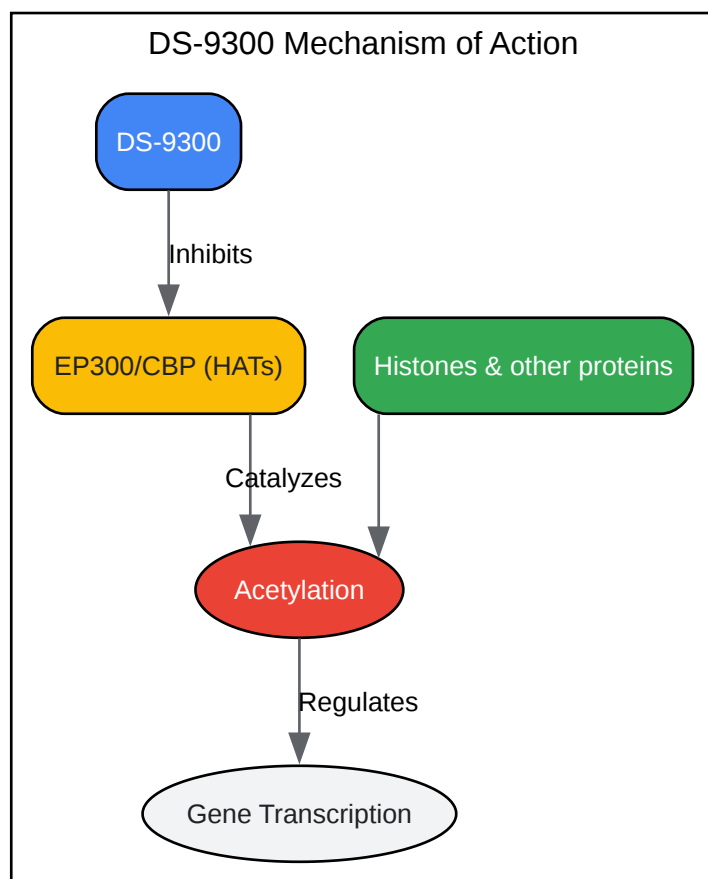 DS-9300 Mechanism of Action
DS-9300
Inhibits
EP300/CBP (HATs)
Histones & other proteins
Catalyzes
Acetylation
Regulates
Gene Transcription